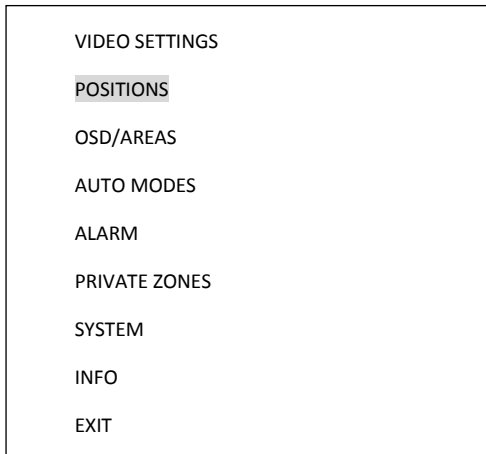 VIDEO SETTINGS
POSITIONS
OSD/AREAS
AUTO MODES
ALARM
PRIVATE ZONES
SYSTEM
INFO
EXIT